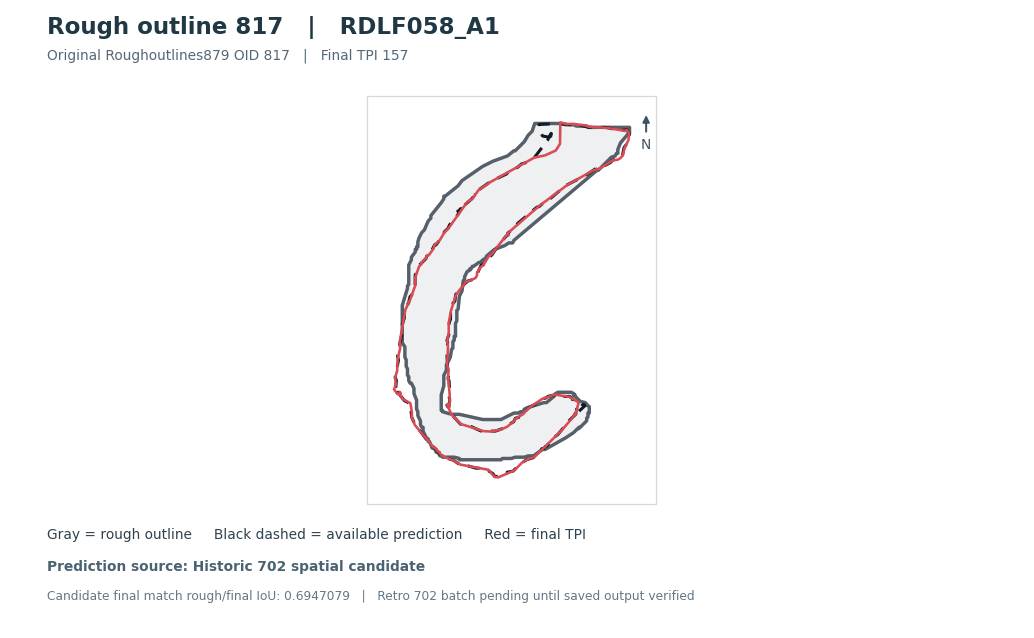 Rough outline 817   |   RDLF058_A1
Original Roughoutlines879 OID 817   |   Final TPI 157
N
Gray = rough outline     Black dashed = available prediction     Red = final TPI
Prediction source: Historic 702 spatial candidate
Candidate final match rough/final IoU: 0.6947079   |   Retro 702 batch pending until saved output verified